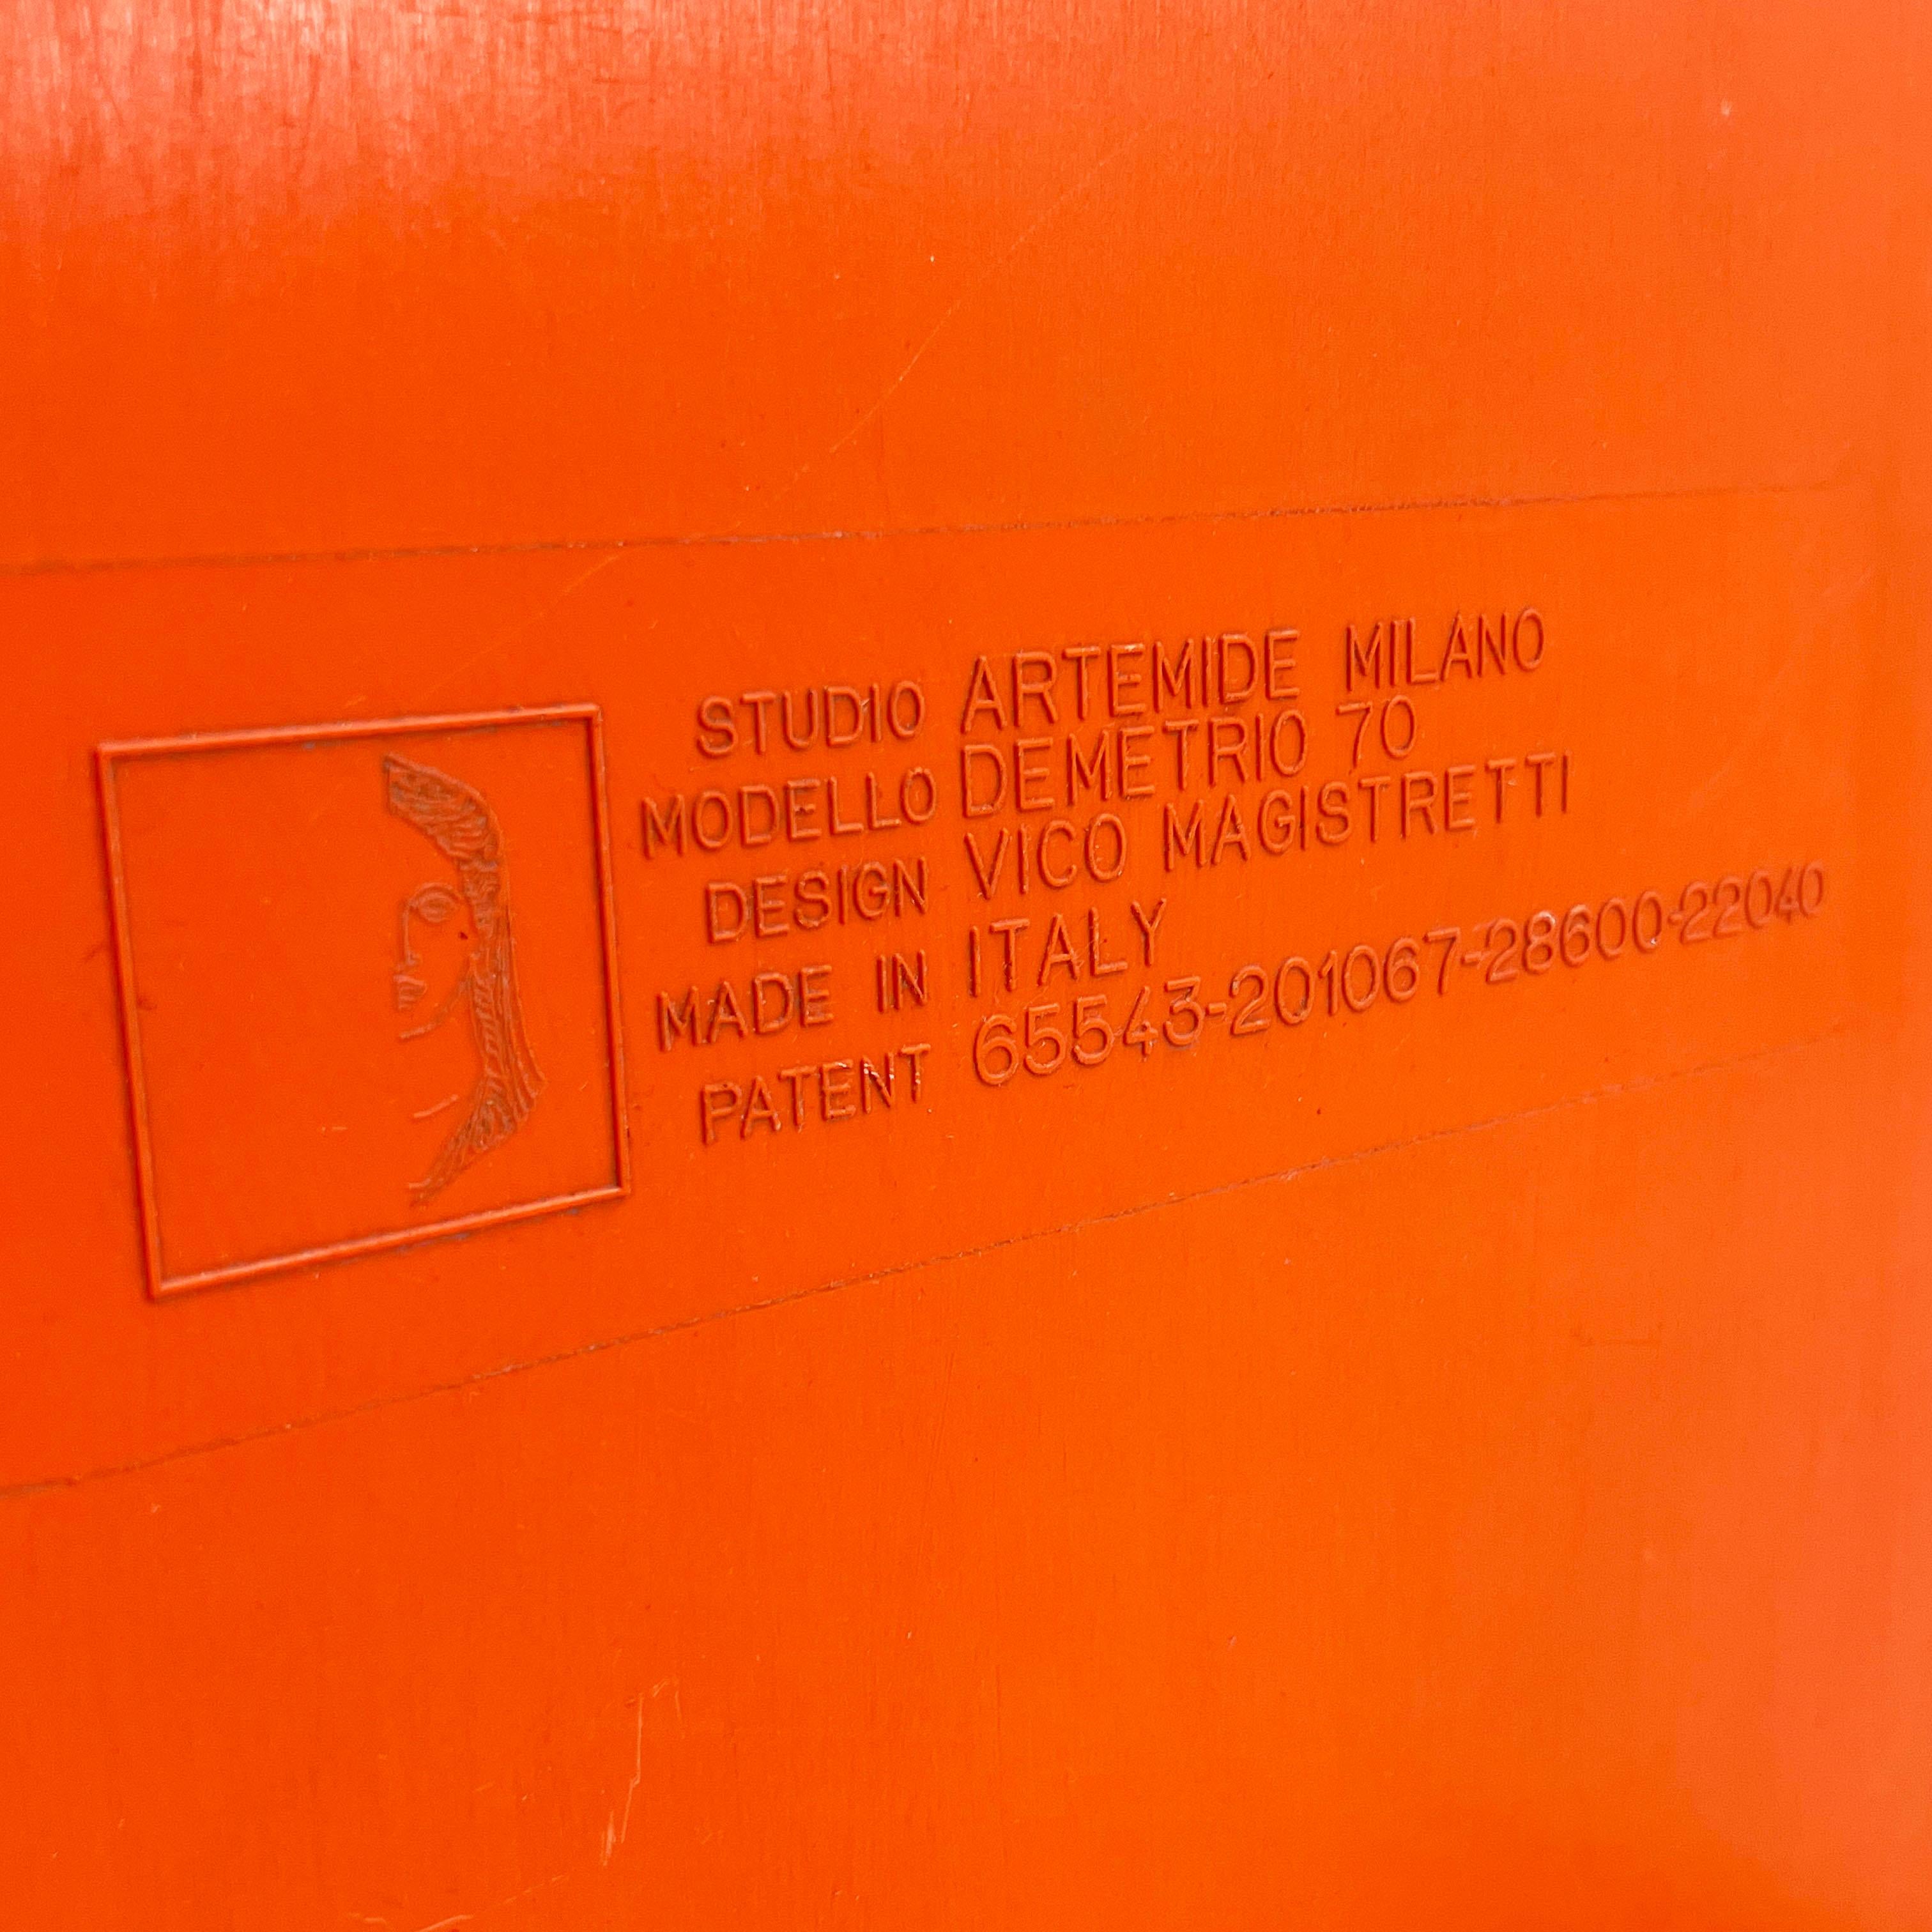 STUDIO ARTEMIDE MILANO
MODELLO DEMETRIO 70
DESIGN VICO MAGISTRETTI
MADE IN ITALY
PATENT 65543-201067-28600-22040